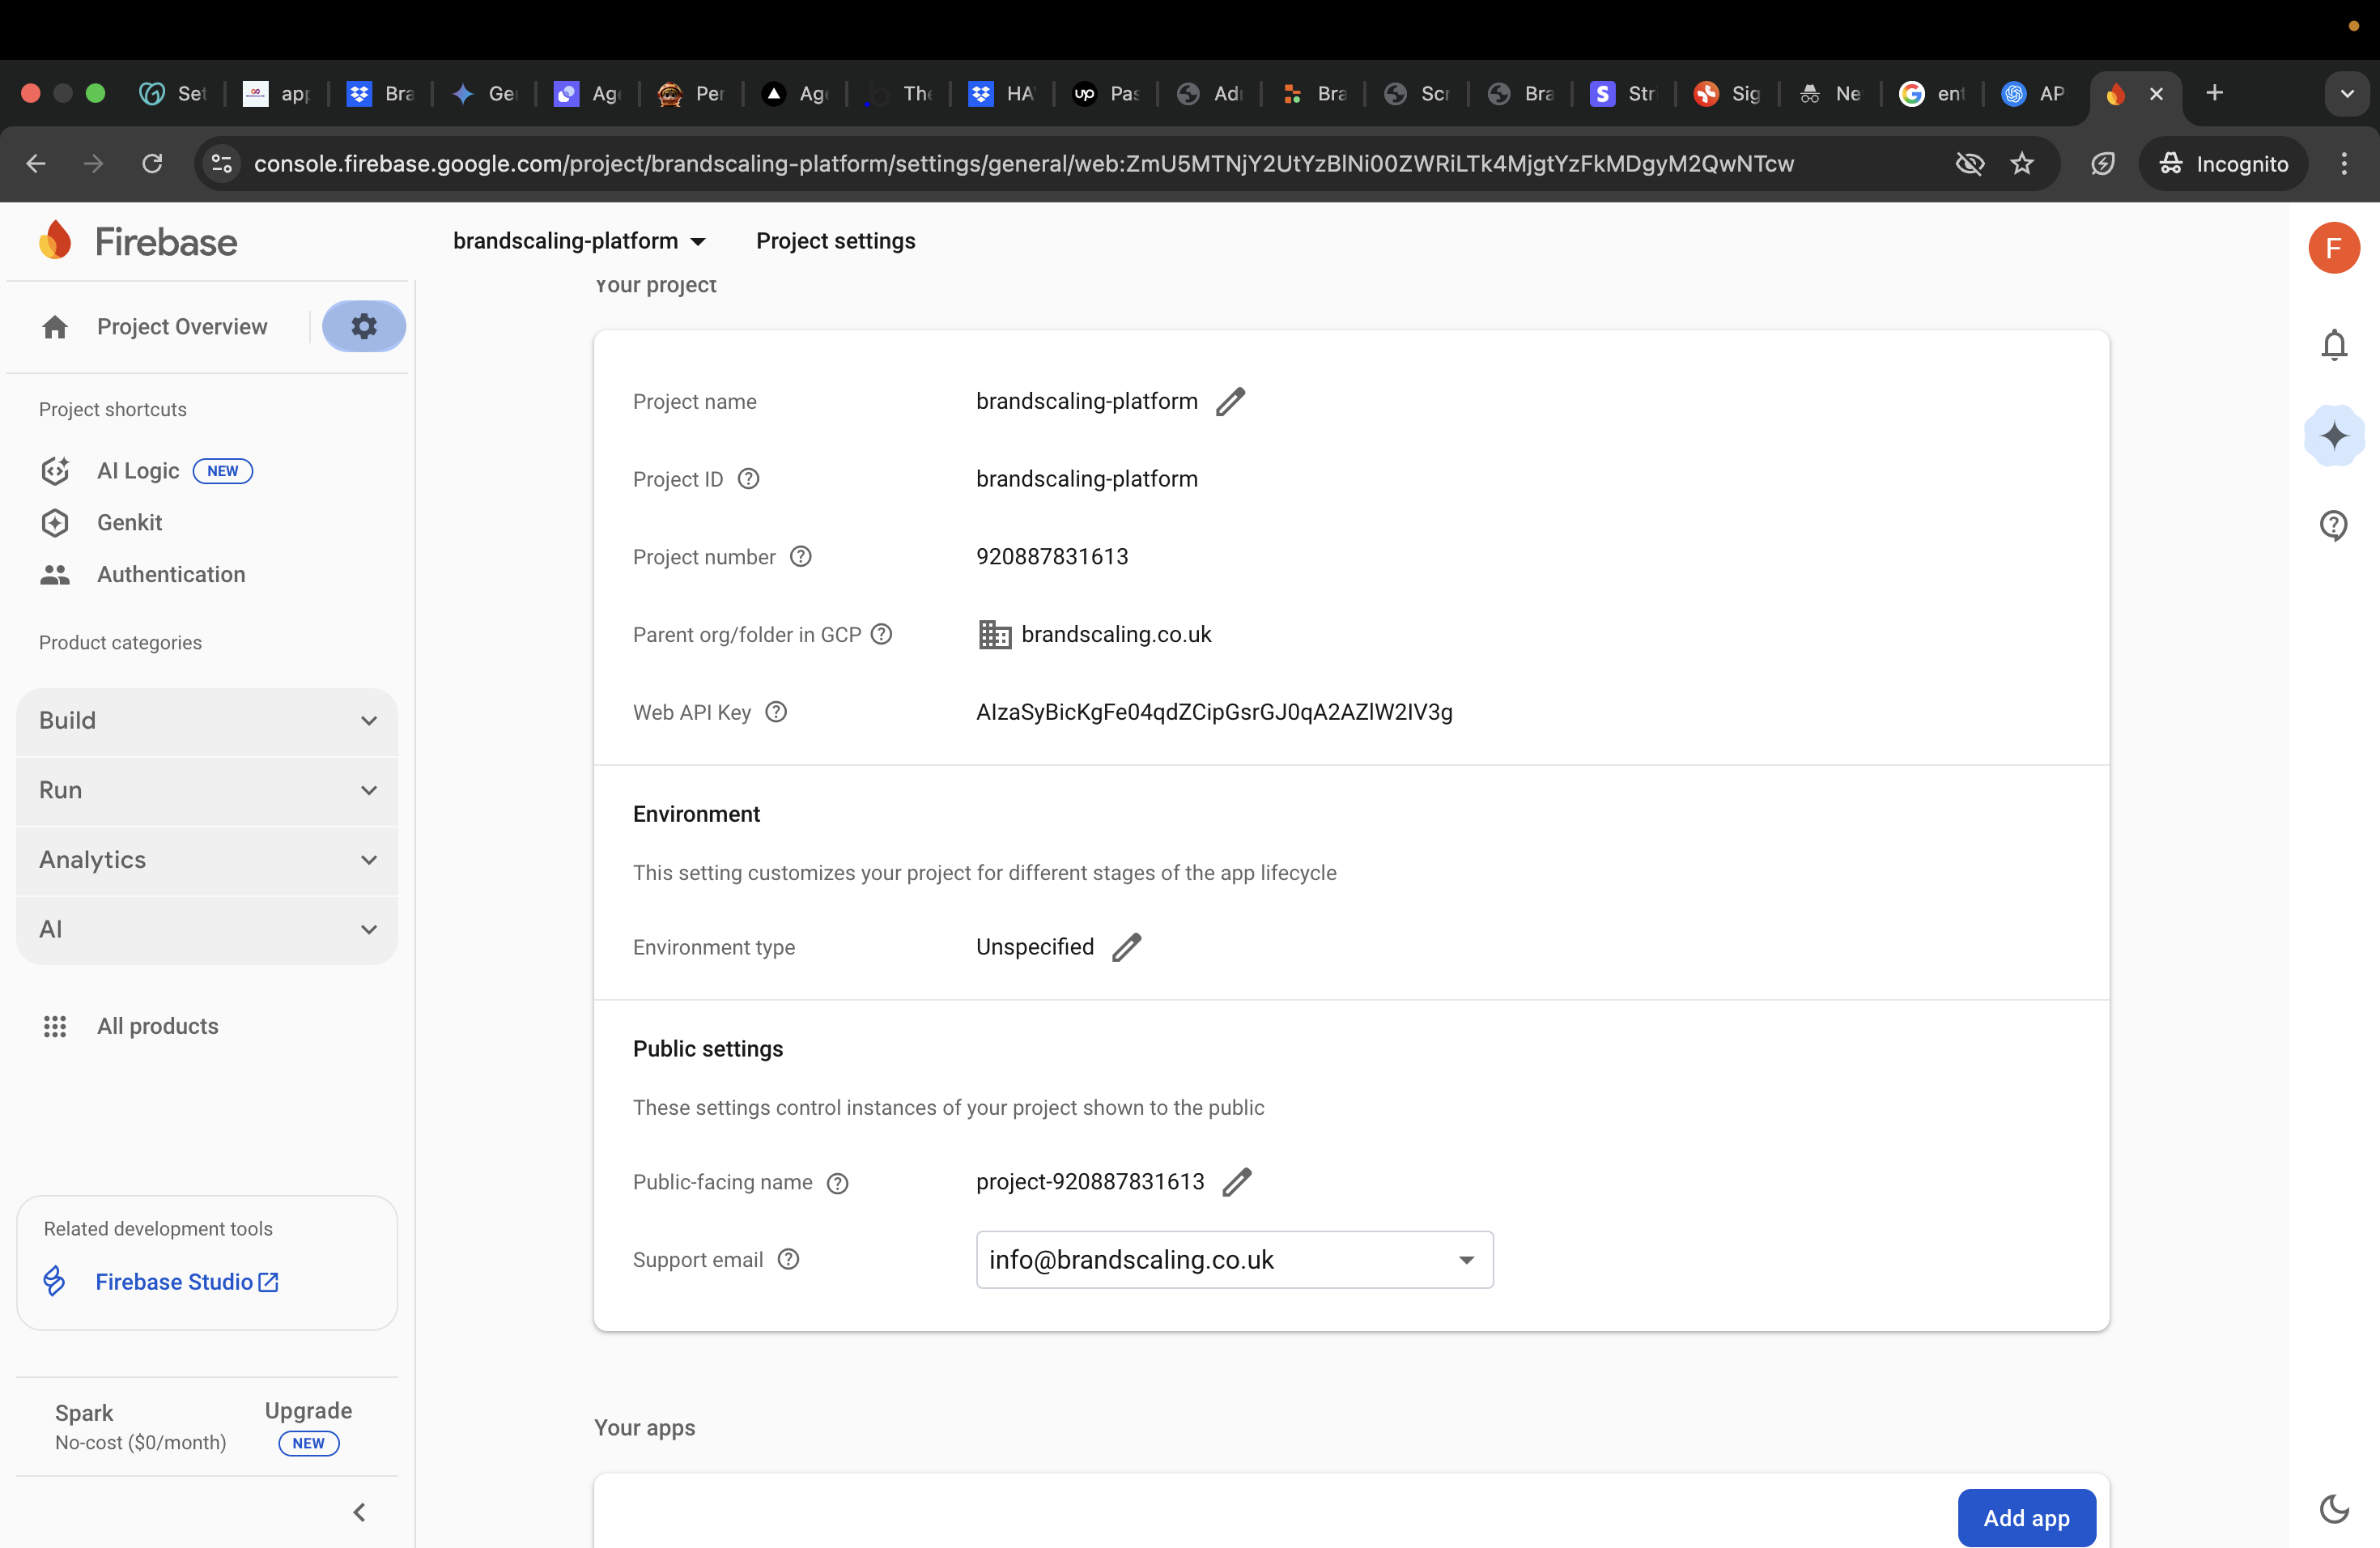 Set
app
Bra
Ge
Age
Per
Age
The
HA
up
Pas
Adr
Bra
Scr
Bra
S
Str
Sig
Ne
ent
AP
console.firebase.google.com/project/brandscaling-platform/settings/general/web:ZmU5MTNjY2UtYzBlNi00ZWRiLTk4MjgtYzFkMDgyM2QwNTcw
Incognito
Firebase
brandscaling-platform
Project settings
F
Project Overview
Project shortcuts
AI Logic NEW
Genkit
Authentication
Product categories
Build
Run
Analytics
AI
All products
Related development tools
Firebase Studio
Spark
No-cost ($0/month)
Upgrade
NEW
Your project
Project name brandscaling-platform
Project ID brandscaling-platform
Project number 920887831613
Parent org/folder in GCP brandscaling.co.uk
Web API Key AIzaSyBicKgFe04qdZCipGsrGJ0qA2AZlW2IV3g
Environment
This setting customizes your project for different stages of the app lifecycle
Environment type Unspecified
Public settings
These settings control instances of your project shown to the public
Public-facing name project-920887831613
Support email info@brandscaling.co.uk
Your apps
Add app